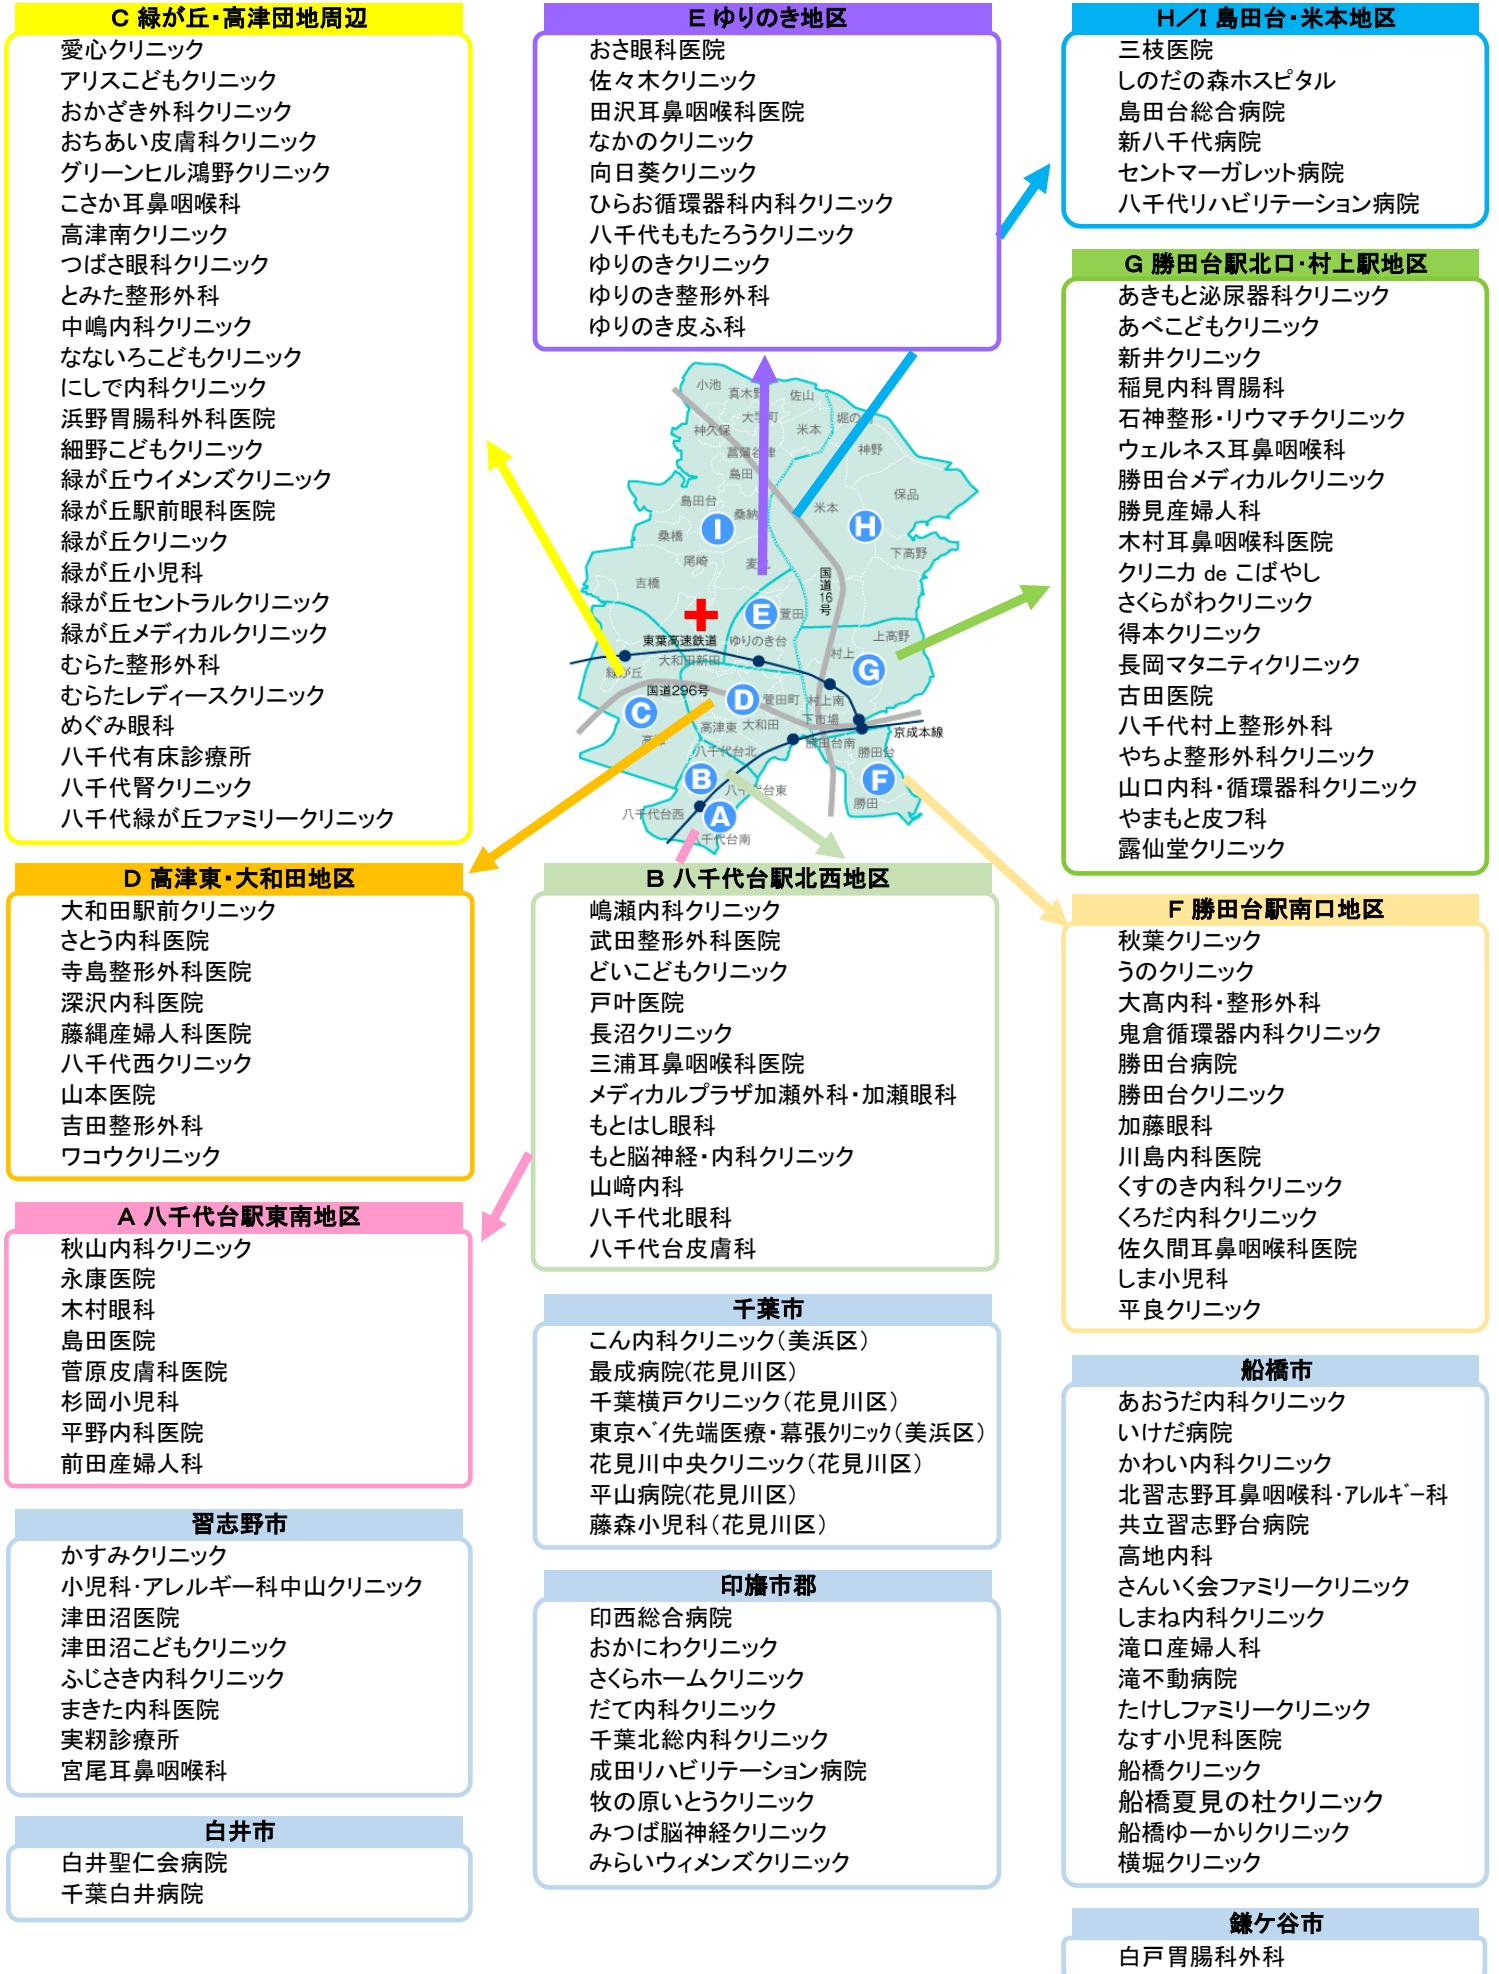 C 緑が丘・高津団地周辺
愛心クリニック
アリスこどもクリニック
おかざき外科クリニック
おちあい皮膚科クリニック
グリーンヒル鴻野クリニック
こさか耳鼻咽喉科
高津南クリニック
つばさ眼科クリニック
とみた整形外科
中嶋内科クリニック
なないろこどもクリニック
にしで内科クリニック
浜野胃腸科外科医院
細野こどもクリニック
緑が丘ウイメンズクリニック
緑が丘駅前眼科医院
緑が丘クリニック
緑が丘小児科
緑が丘セントラルクリニック
緑が丘メディカルクリニック
むらた整形外科
むらたレディースクリニック
めぐみ眼科
八千代有床診療所
八千代腎クリニック
八千代緑が丘ファミリークリニック
D 高津東・大和田地区
大和田駅前クリニック
さとう内科医院
寺島整形外科医院
深沢内科医院
藤縄産婦人科医院
八千代西クリニック
山本医院
吉田整形外科
ワコウクリニック
A 八千代台駅東南地区
秋山内科クリニック
永康医院
木村眼科
島田医院
菅原皮膚科医院
杉岡小児科
平野内科医院
前田産婦人科
習志野市
かすみクリニック
小児科・アレルギー科中山クリニック
津田沼医院
津田沼こどもクリニック
ふじさき内科クリニック
まきた内科医院
実籾診療所
宮尾耳鼻咽喉科
白井市
白井聖仁会病院
千葉白井病院
E ゆりのき地区
おさ眼科医院
佐々木クリニック
田沢耳鼻咽喉科医院
なかのクリニック
向日葵クリニック
ひらお循環器科内科クリニック
八千代ももたろうクリニック
ゆりのきクリニック
ゆりのき整形外科
ゆりのき皮ふ科
小池
真木野
佐山
神久保
米本
神野
島田
島田台
桑納
米本
保品
I
H
桑橋
尾崎
下高野
吉橋
国道16号
E
萱田
東葉高速鉄道
ゆりのき台
上高野
大和田新田
村上
G
緑が丘
国道296号
C
D
萱田町
村上南
高津東
大和田
下市場
京成本線
八千代台北
勝田台南
勝田台
B
八千代台東
F
八千代台西
A
勝田
八千代台南
B 八千代台駅北西地区
嶋瀬内科クリニック
武田整形外科医院
どいこどもクリニック
戸叶医院
長沼クリニック
三浦耳鼻咽喉科医院
メディカルプラザ加瀬外科・加瀬眼科
もとはし眼科
もと脳神経・内科クリニック
山﨑内科
八千代北眼科
八千代台皮膚科
千葉市
こん内科クリニック（美浜区）
最成病院(花見川区）
千葉横戸クリニック（花見川区）
東京ﾍﾞｲ先端医療・幕張ｸﾘﾆｯｸ（美浜区）
花見川中央クリニック（花見川区）
平山病院(花見川区）
藤森小児科（花見川区）
印旛市郡
印西総合病院
おかにわクリニック
さくらホームクリニック
だて内科クリニック
千葉北総内科クリニック
成田リハビリテーション病院
牧の原いとうクリニック
みつば脳神経クリニック
みらいウィメンズクリニック
H／I 島田台・米本地区
三枝医院
しのだの森ホスピタル
島田台総合病院
新八千代病院
セントマーガレット病院
八千代リハビリテーション病院
G 勝田台駅北口・村上駅地区
あきもと泌尿器科クリニック
あべこどもクリニック
新井クリニック
稲見内科胃腸科
石神整形・リウマチクリニック
ウェルネス耳鼻咽喉科
勝田台メディカルクリニック
勝見産婦人科
木村耳鼻咽喉科医院
クリニカ de こばやし
さくらがわクリニック
得本クリニック
長岡マタニティクリニック
古田医院
八千代村上整形外科
やちよ整形外科クリニック
山口内科・循環器科クリニック
やまもと皮フ科
露仙堂クリニック
F 勝田台駅南口地区
秋葉クリニック
うのクリニック
大髙内科・整形外科
鬼倉循環器内科クリニック
勝田台病院
勝田台クリニック
加藤眼科
川島内科医院
くすのき内科クリニック
くろだ内科クリニック
佐久間耳鼻咽喉科医院
しま小児科
平良クリニック
船橋市
あおうだ内科クリニック
いけだ病院
かわい内科クリニック
北習志野耳鼻咽喉科・ｱﾚﾙｷﾞｰ科
共立習志野台病院
高地内科
さんいく会ファミリークリニック
しまね内科クリニック
滝口産婦人科
滝不動病院
たけしファミリークリニック
なす小児科医院
船橋クリニック
船橋夏見の杜クリニック
船橋ゆーかりクリニック
横堀クリニック
鎌ケ谷市
白戸胃腸科外科